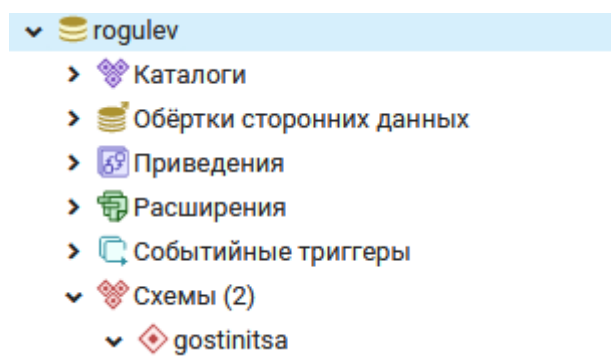 rogulev
Каталоги
Обёртки сторонних данных
Приведения
Расширения
Событийные триггеры
Схемы (2)
gostinitsa